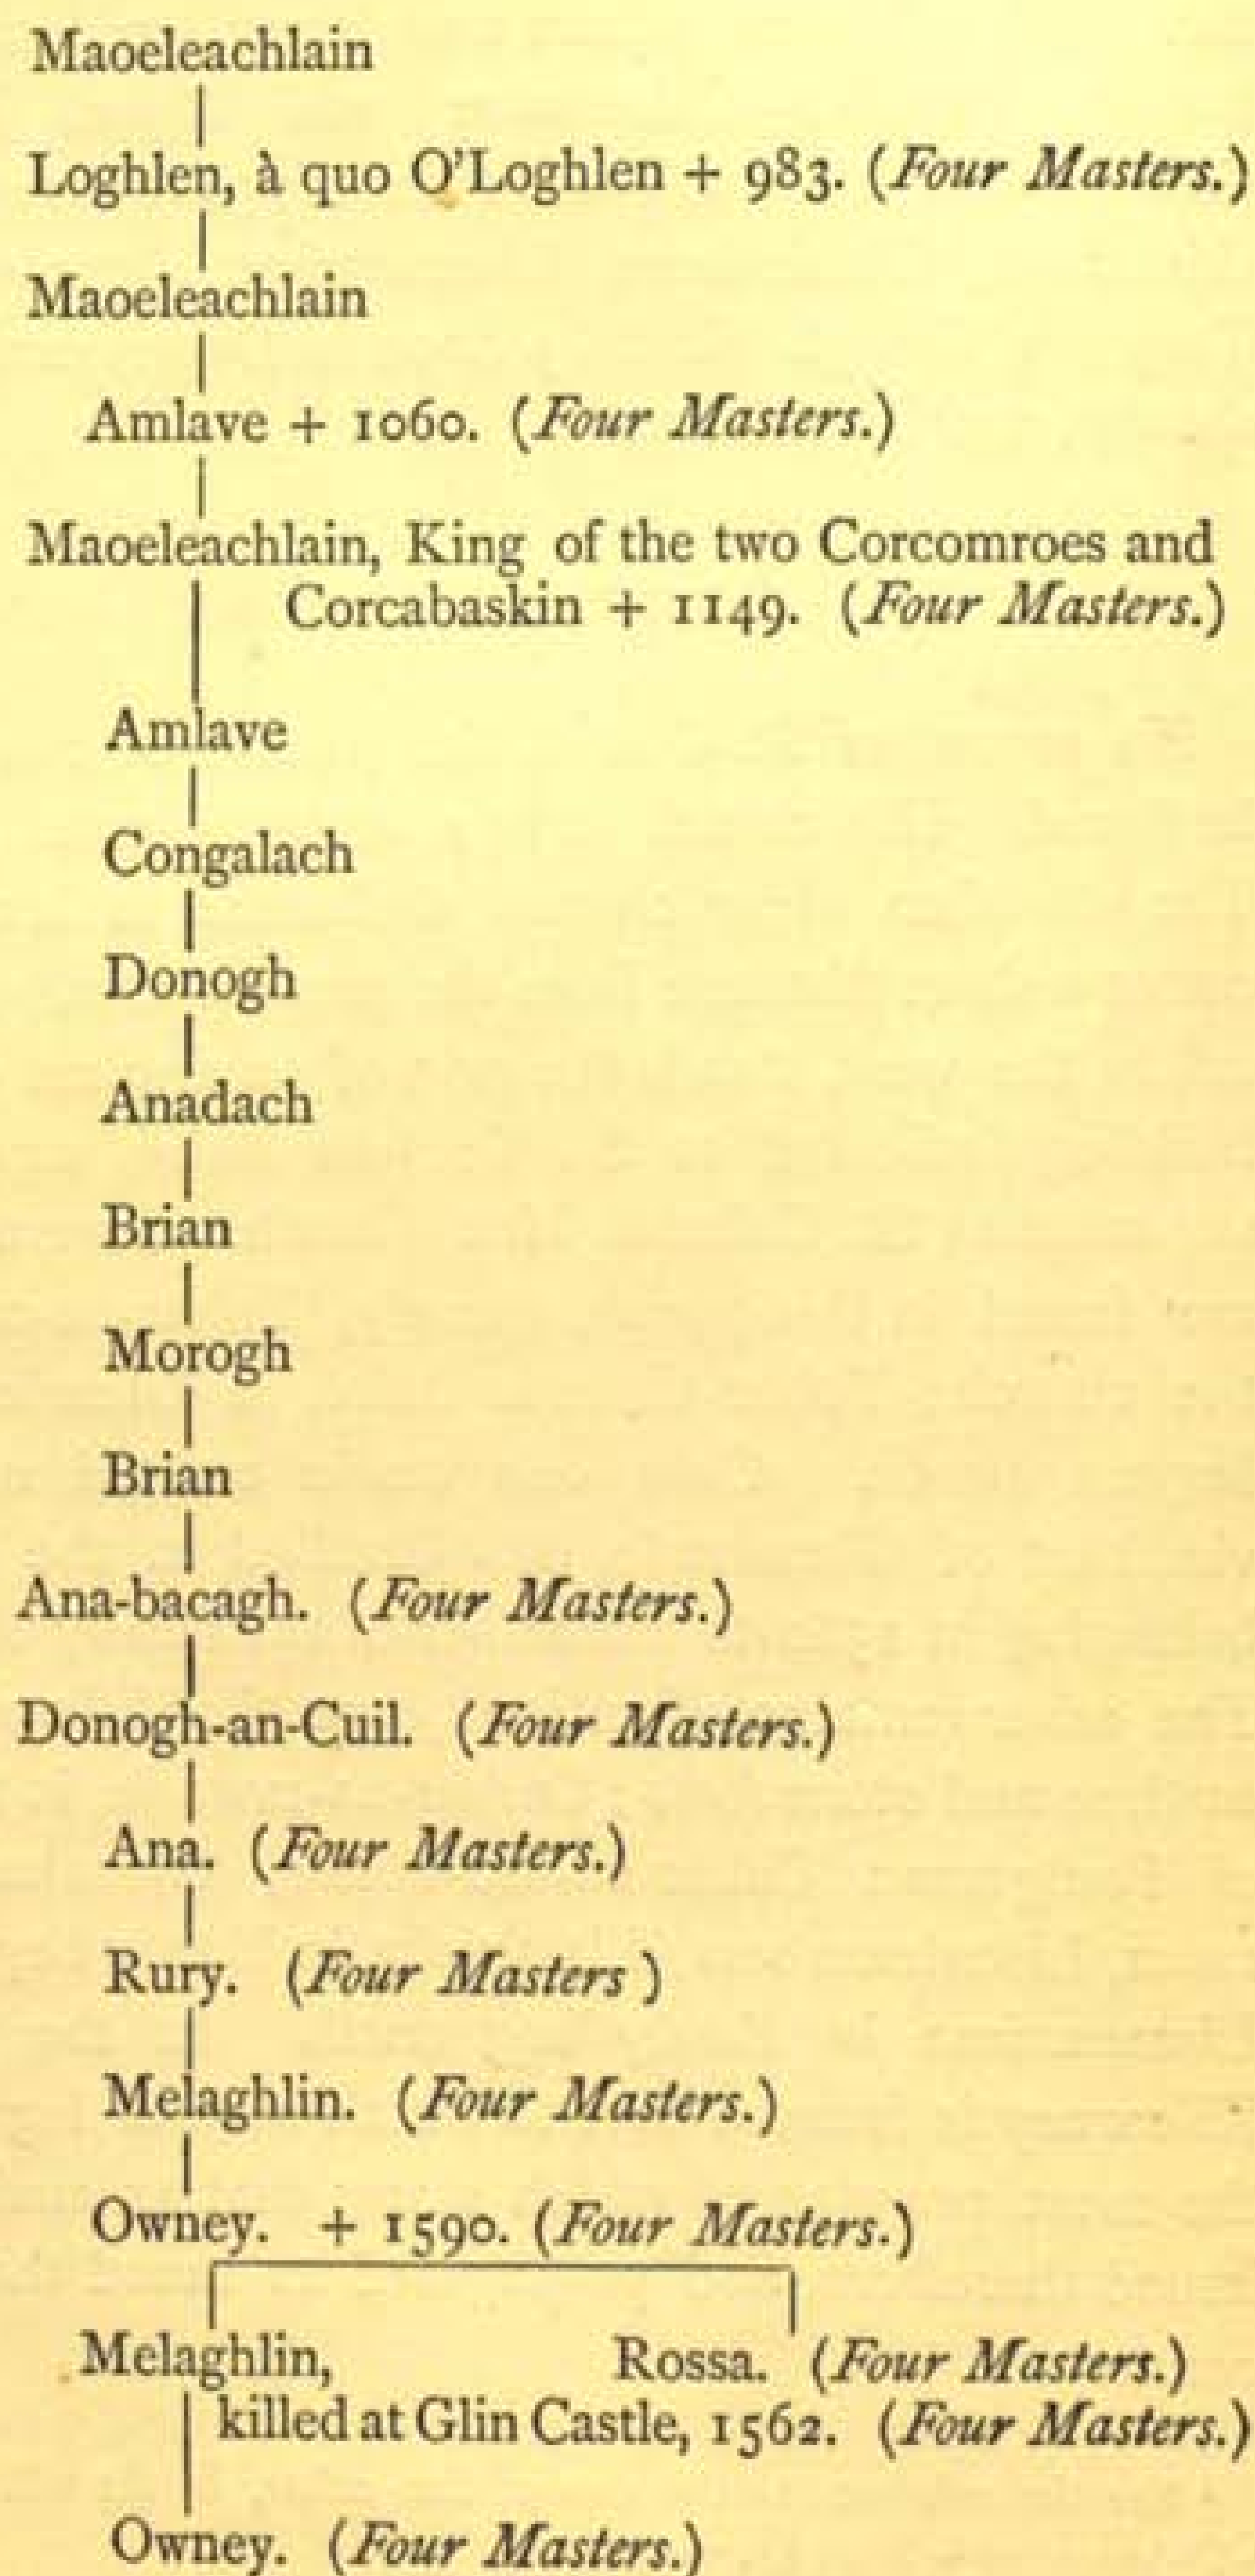 Maoeleachlain
Loghlen, à quo O'Loghlen + 983. (Four Masters.)
Maoeleachlain
Amlave + 1060. (Four Masters.)
Maoeleachlain, King of the two Corcomroes and
Corcabaskin + 1149. (Four Masters.)
Amlave
Congalach
Donogh
Anadach
Brian
Morogh
Brian
Ana-bacagh. (Four Masters.)
Donogh-an-Cuil. (Four Masters.)
Ana. (Four Masters.)
Rury. (Four Masters )
Melaghlin. (Four Masters.)
Owney. + 1590. (Four Masters.)
Melaghlin, Rossa. (Four Masters.)
killed at Glin Castle, 1562. (Four Masters.)
Owney. (Four Masters.)